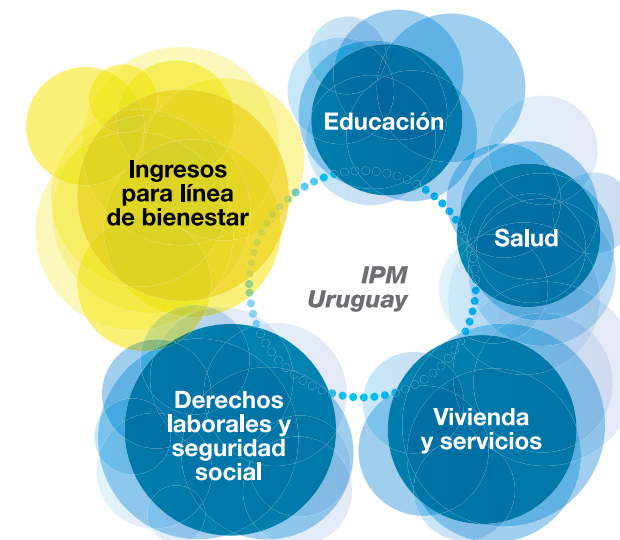 Educación
Ingresos
para línea
de bienestar
Salud
IPM
Uruguay
Derechos
laborales y
seguridad
social
Vivienda
y servicios